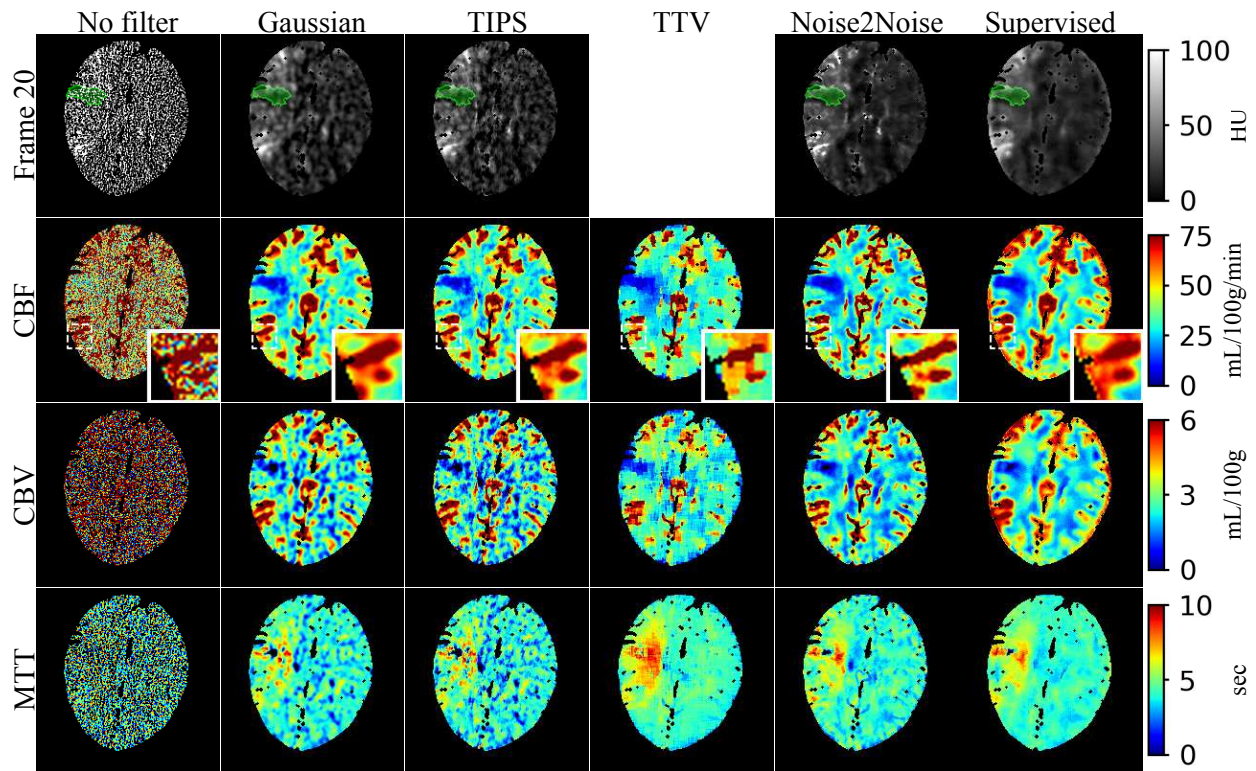 No filter Gaussian TIPS TTV Noise2Noise Supervised
Frame 20
100
50
0
HU
CBF
75
50
25
0
mL/100g/min
CBV
6
3
0
mL/100g
MTT
10
5
0
sec